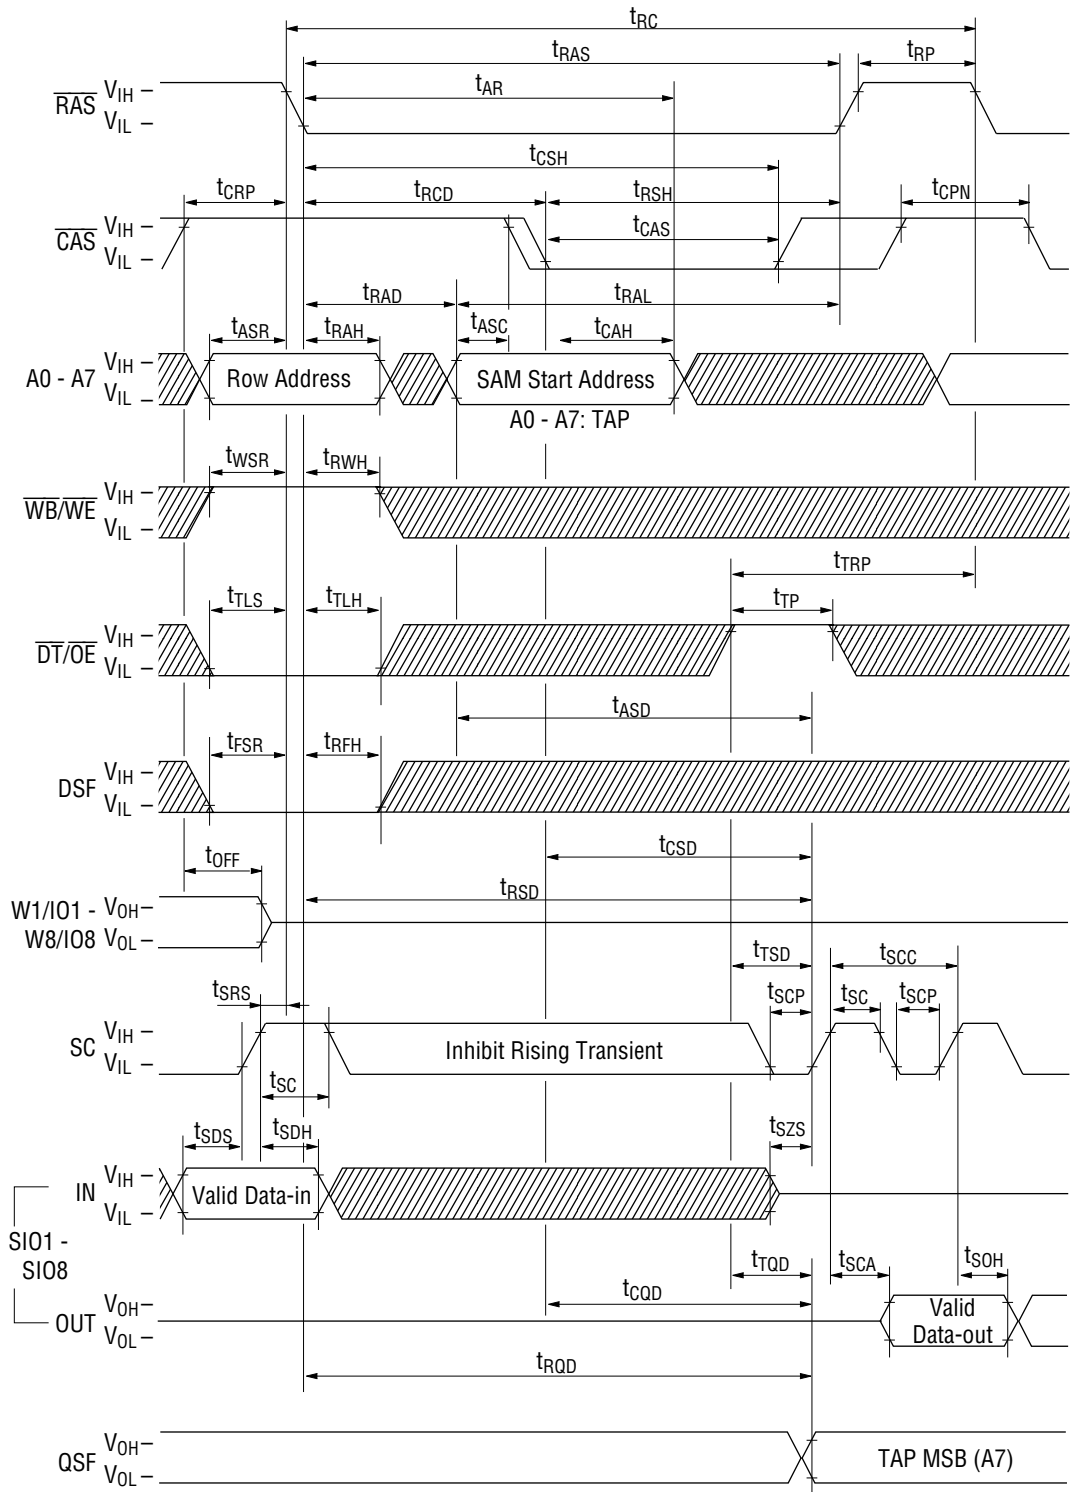 tRC
tRAS
tRP
tAR
RAS VIH
VIL
tCSH
tCRP
tRCD
tRSH
tCPN
CAS VIH
VIL
tCAS
tRAD
tRAL
tASR
tRAH
tASC
tCAH
A0 - A7 VIH
VIL
Row Address
SAM Start Address
A0 - A7: TAP
tWSR
tRWH
WB/WE VIH
VIL
tTRP
tTLS
tTLH
tTP
DT/OE VIH
VIL
tASD
tFSR
tRFH
DSF VIH
VIL
tCSD
tOFF
tRSD
W1/IO1 - VOH
W8/IO8 VOL
tTSD
tSCC
tSRS
tSCP
tSC
tSCP
SC VIH
VIL
Inhibit Rising Transient
tSC
tSDS
tSDH
tSZS
IN VIH
VIL
Valid Data-in
SIO1 -
SIO8
tTQD
tSCA
tSOH
tCQD
OUT VOH
VOL
Valid
Data-out
tRQD
QSF VOH
VOL
TAP MSB (A7)